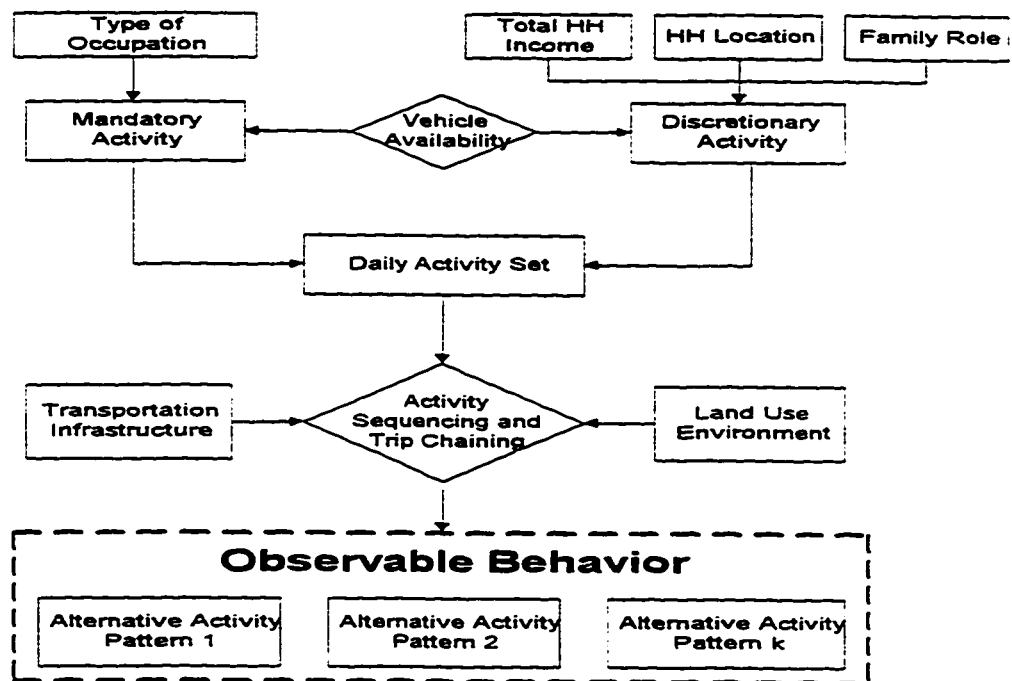 Type of
Occupation
Total HH
Income
HH Location
Family Role
Mandatory
Activity
Vehicle
Availability
Discretionary
Activity
Daily Activity Set
Transportation
Infrastructure
Activity
Sequencing and
Trip Chaining
Land Use
Environment
Observable Behavior
Alternative Activity
Pattern 1
Alternative Activity
Pattern 2
Alternative Activity
Pattern k